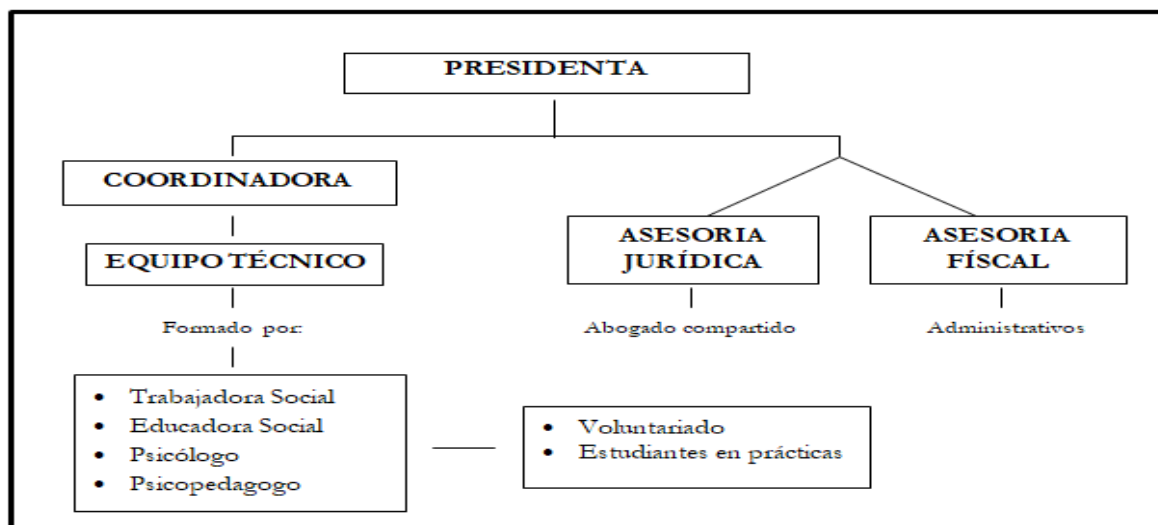 PRESIDENTA
COORDINADORA
EQUIPO TÉCNICO
Formado por:
• Trabajadora Social
• Educadora Social
• Psicólogo
• Psicopedagogo
• Voluntariado
• Estudiantes en prácticas
ASESORIA
JURÍDICA
Abogado compartido
ASESORIA
FÍSCAL
Administrativos